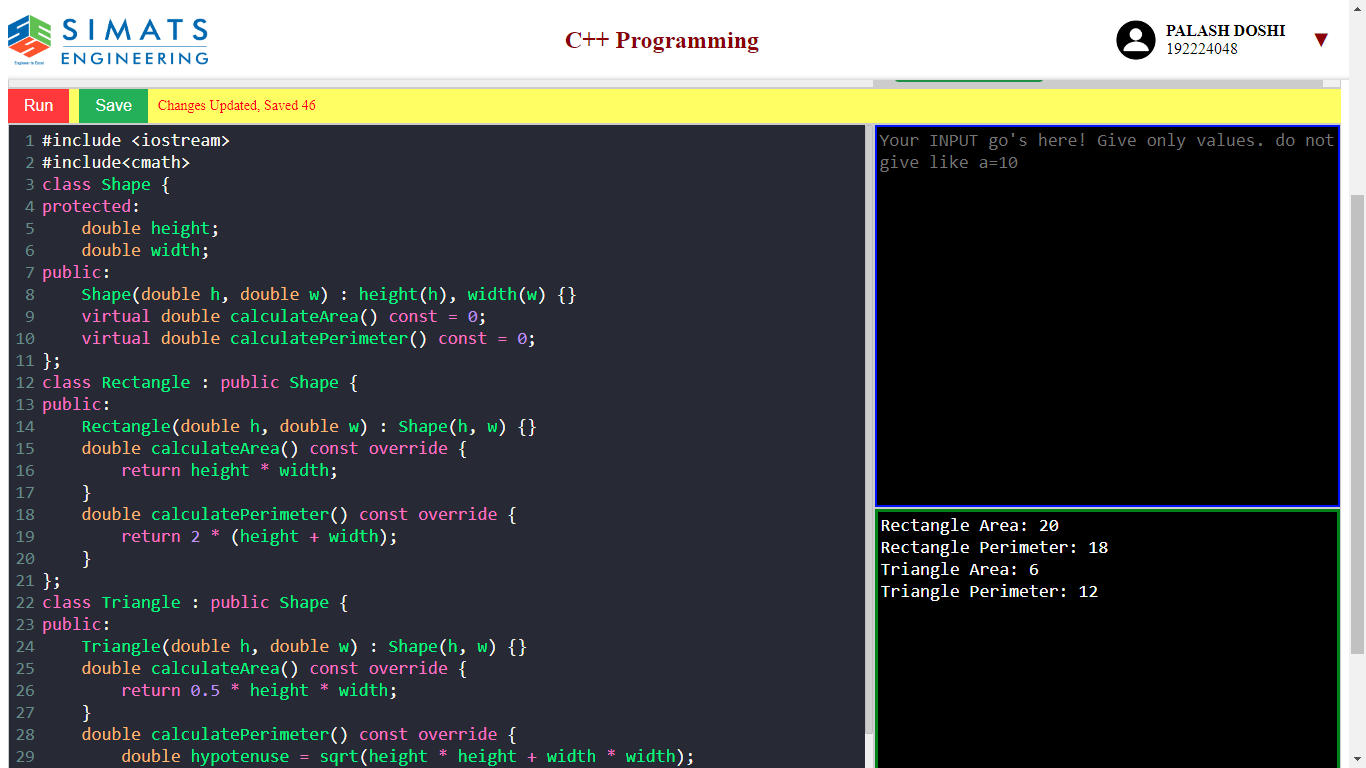 SIMATS
ENGINEERING
Engineer to Excel
C++ Programming
PALASH DOSHI
192224048
▼
Run
Save
Changes Updated, Saved 46
1 #include <iostream>
2 #include<cmath>
3 class Shape {
4 protected:
5     double height;
6     double width;
7 public:
8     Shape(double h, double w) : height(h), width(w) {}
9     virtual double calculateArea() const = 0;
10     virtual double calculatePerimeter() const = 0;
11 };
12 class Rectangle : public Shape {
13 public:
14     Rectangle(double h, double w) : Shape(h, w) {}
15     double calculateArea() const override {
16         return height * width;
17     }
18     double calculatePerimeter() const override {
19         return 2 * (height + width);
20     }
21 };
22 class Triangle : public Shape {
23 public:
24     Triangle(double h, double w) : Shape(h, w) {}
25     double calculateArea() const override {
26         return 0.5 * height * width;
27     }
28     double calculatePerimeter() const override {
29         double hypotenuse = sqrt(height * height + width * width);
Your INPUT go's here! Give only values. do not
give like a=10
Rectangle Area: 20
Rectangle Perimeter: 18
Triangle Area: 6
Triangle Perimeter: 12